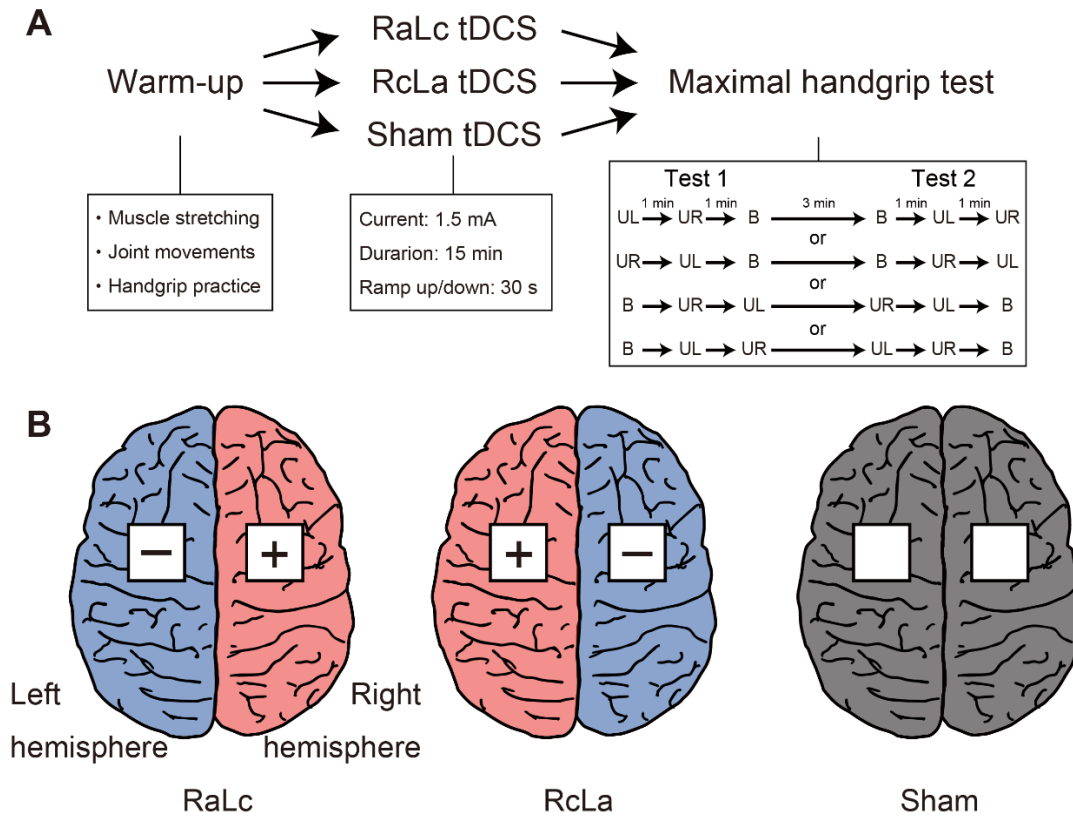 A
Warm-up
RaLc tDCS
RcLa tDCS
Sham tDCS
Maximal handgrip test
• Muscle stretching
• Joint movements
• Handgrip practice
Current: 1.5 mA
Durarion: 15 min
Ramp up/down: 30 s
Test 1 Test 2
1 min 1 min 3 min 1 min 1 min
UL UR B B UL UR
or
UR UL B B UR UL
or
B UR UL UR UL B
or
B UL UR UL UR B
B
− + + −
Left hemisphere
Right hemisphere
RaLc RcLa Sham